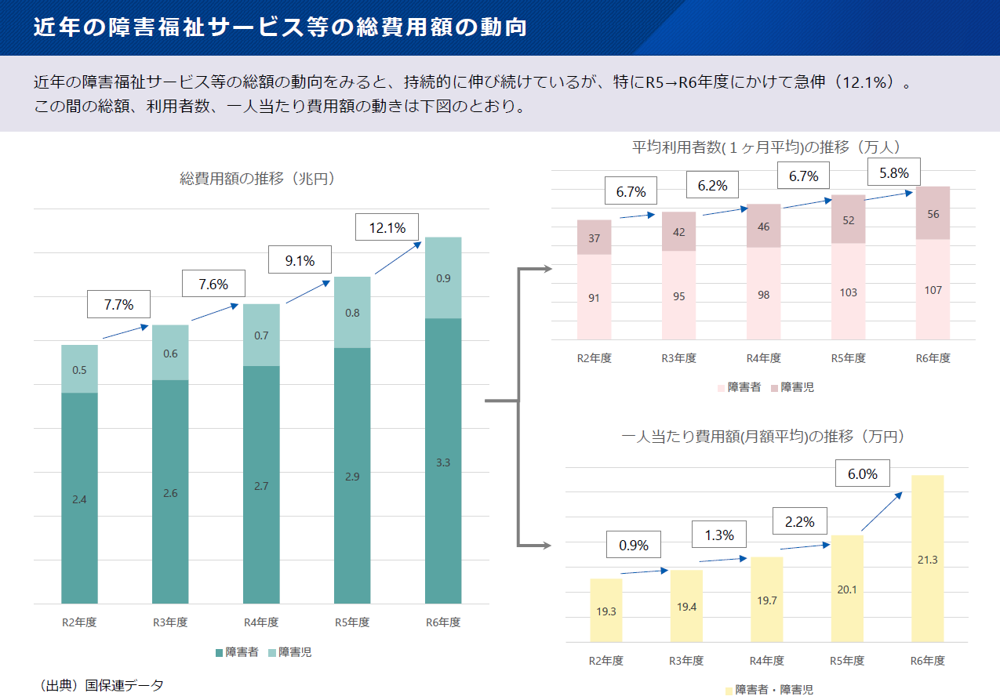 近年の障害福祉サービス等の総費用額の動向
近年の障害福祉サービス等の総額の動向をみると、持続的に伸び続けているが、特にR5→R6年度にかけて急伸（12.1%）。
この間の総額、利用者数、一人当たり費用額の動きは下図のとおり。
総費用額の推移（兆円）
7.7%
7.6%
9.1%
12.1%
0.5
0.6
0.7
0.8
0.9
2.4
2.6
2.7
2.9
3.3
R2年度
R3年度
R4年度
R5年度
R6年度
障害者
障害児
平均利用者数(１ヶ月平均)の推移（万人）
6.7%
6.2%
6.7%
5.8%
37
42
46
52
56
91
95
98
103
107
R2年度
R3年度
R4年度
R5年度
R6年度
障害者
障害児
一人当たり費用額(月額平均)の推移（万円）
0.9%
1.3%
2.2%
6.0%
19.3
19.4
19.7
20.1
21.3
R2年度
R3年度
R4年度
R5年度
R6年度
障害者・障害児
（出典）国保連データ